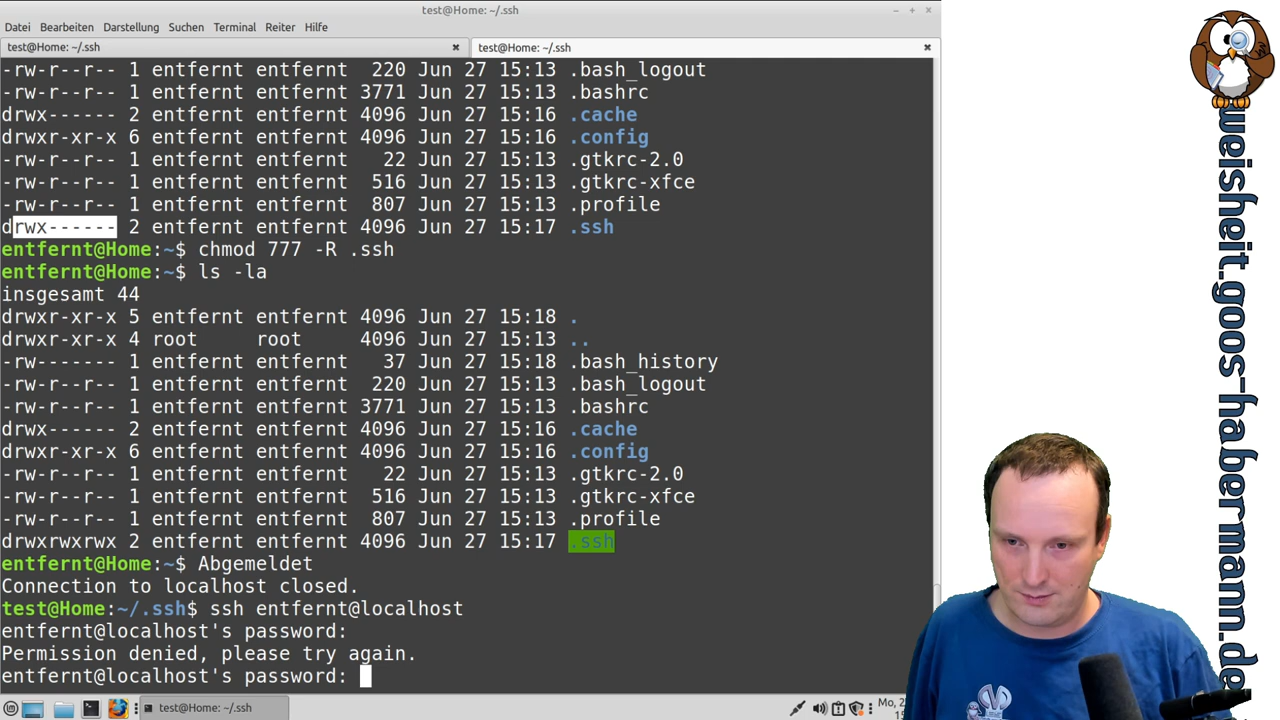 test@Home: ~/.ssh
Datei Bearbeiten Darstellung Suchen Terminal Reiter Hilfe
test@Home: ~/.ssh
test@Home: ~/.ssh
-rw-r--r-- 1 entfernt entfernt  220 Jun 27 15:13 .bash_logout
-rw-r--r-- 1 entfernt entfernt 3771 Jun 27 15:13 .bashrc
drwx------ 2 entfernt entfernt 4096 Jun 27 15:16 .cache
drwxr-xr-x 6 entfernt entfernt 4096 Jun 27 15:13 .config
-rw-r--r-- 1 entfernt entfernt   22 Jun 27 15:13 .gtkrc-2.0
-rw-r--r-- 1 entfernt entfernt  516 Jun 27 15:13 .gtkrc-xfce
-rw-r--r-- 1 entfernt entfernt  807 Jun 27 15:13 .profile
drwx------ 2 entfernt entfernt 4096 Jun 27 15:17 .ssh
entfernt@Home:~$ chmod 777 -R .ssh
entfernt@Home:~$ ls -la
insgesamt 44
drwxr-xr-x 5 entfernt entfernt 4096 Jun 27 15:18 .
drwxr-xr-x 4 root     root     4096 Jun 27 15:13 ..
-rw------- 1 entfernt entfernt   37 Jun 27 15:18 .bash_history
-rw-r--r-- 1 entfernt entfernt  220 Jun 27 15:13 .bash_logout
-rw-r--r-- 1 entfernt entfernt 3771 Jun 27 15:13 .bashrc
drwx------ 2 entfernt entfernt 4096 Jun 27 15:16 .cache
drwxr-xr-x 6 entfernt entfernt 4096 Jun 27 15:13 .config
-rw-r--r-- 1 entfernt entfernt   22 Jun 27 15:13 .gtkrc-2.0
-rw-r--r-- 1 entfernt entfernt  516 Jun 27 15:13 .gtkrc-xfce
-rw-r--r-- 1 entfernt entfernt  807 Jun 27 15:13 .profile
drwxrwxrwx 2 entfernt entfernt 4096 Jun 27 15:17 .ssh
entfernt@Home:~$ Abgemeldet
Connection to localhost closed.
test@Home:~/.ssh$ ssh entfernt@localhost
entfernt@localhost's password:
Permission denied, please try again.
entfernt@localhost's password:
test@Home: ~/.ssh
Mo, 2
weisheit.goos-habermann.de